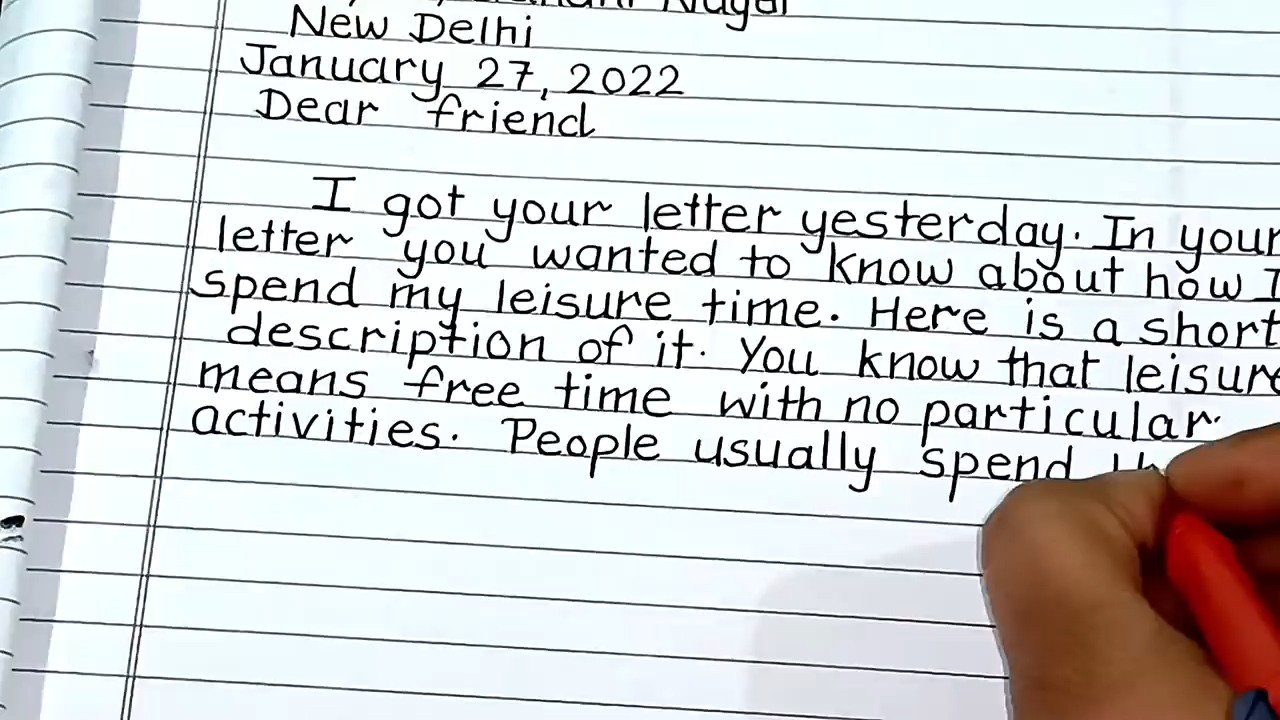 Nagar
New Delhi
January 27, 2022
Dear friend
I got your letter yesterday. In your
letter you wanted to know about how I
spend my leisure time. Here is a short
description of it. You know that leisure
means free time with no particular
activities. People usually spend